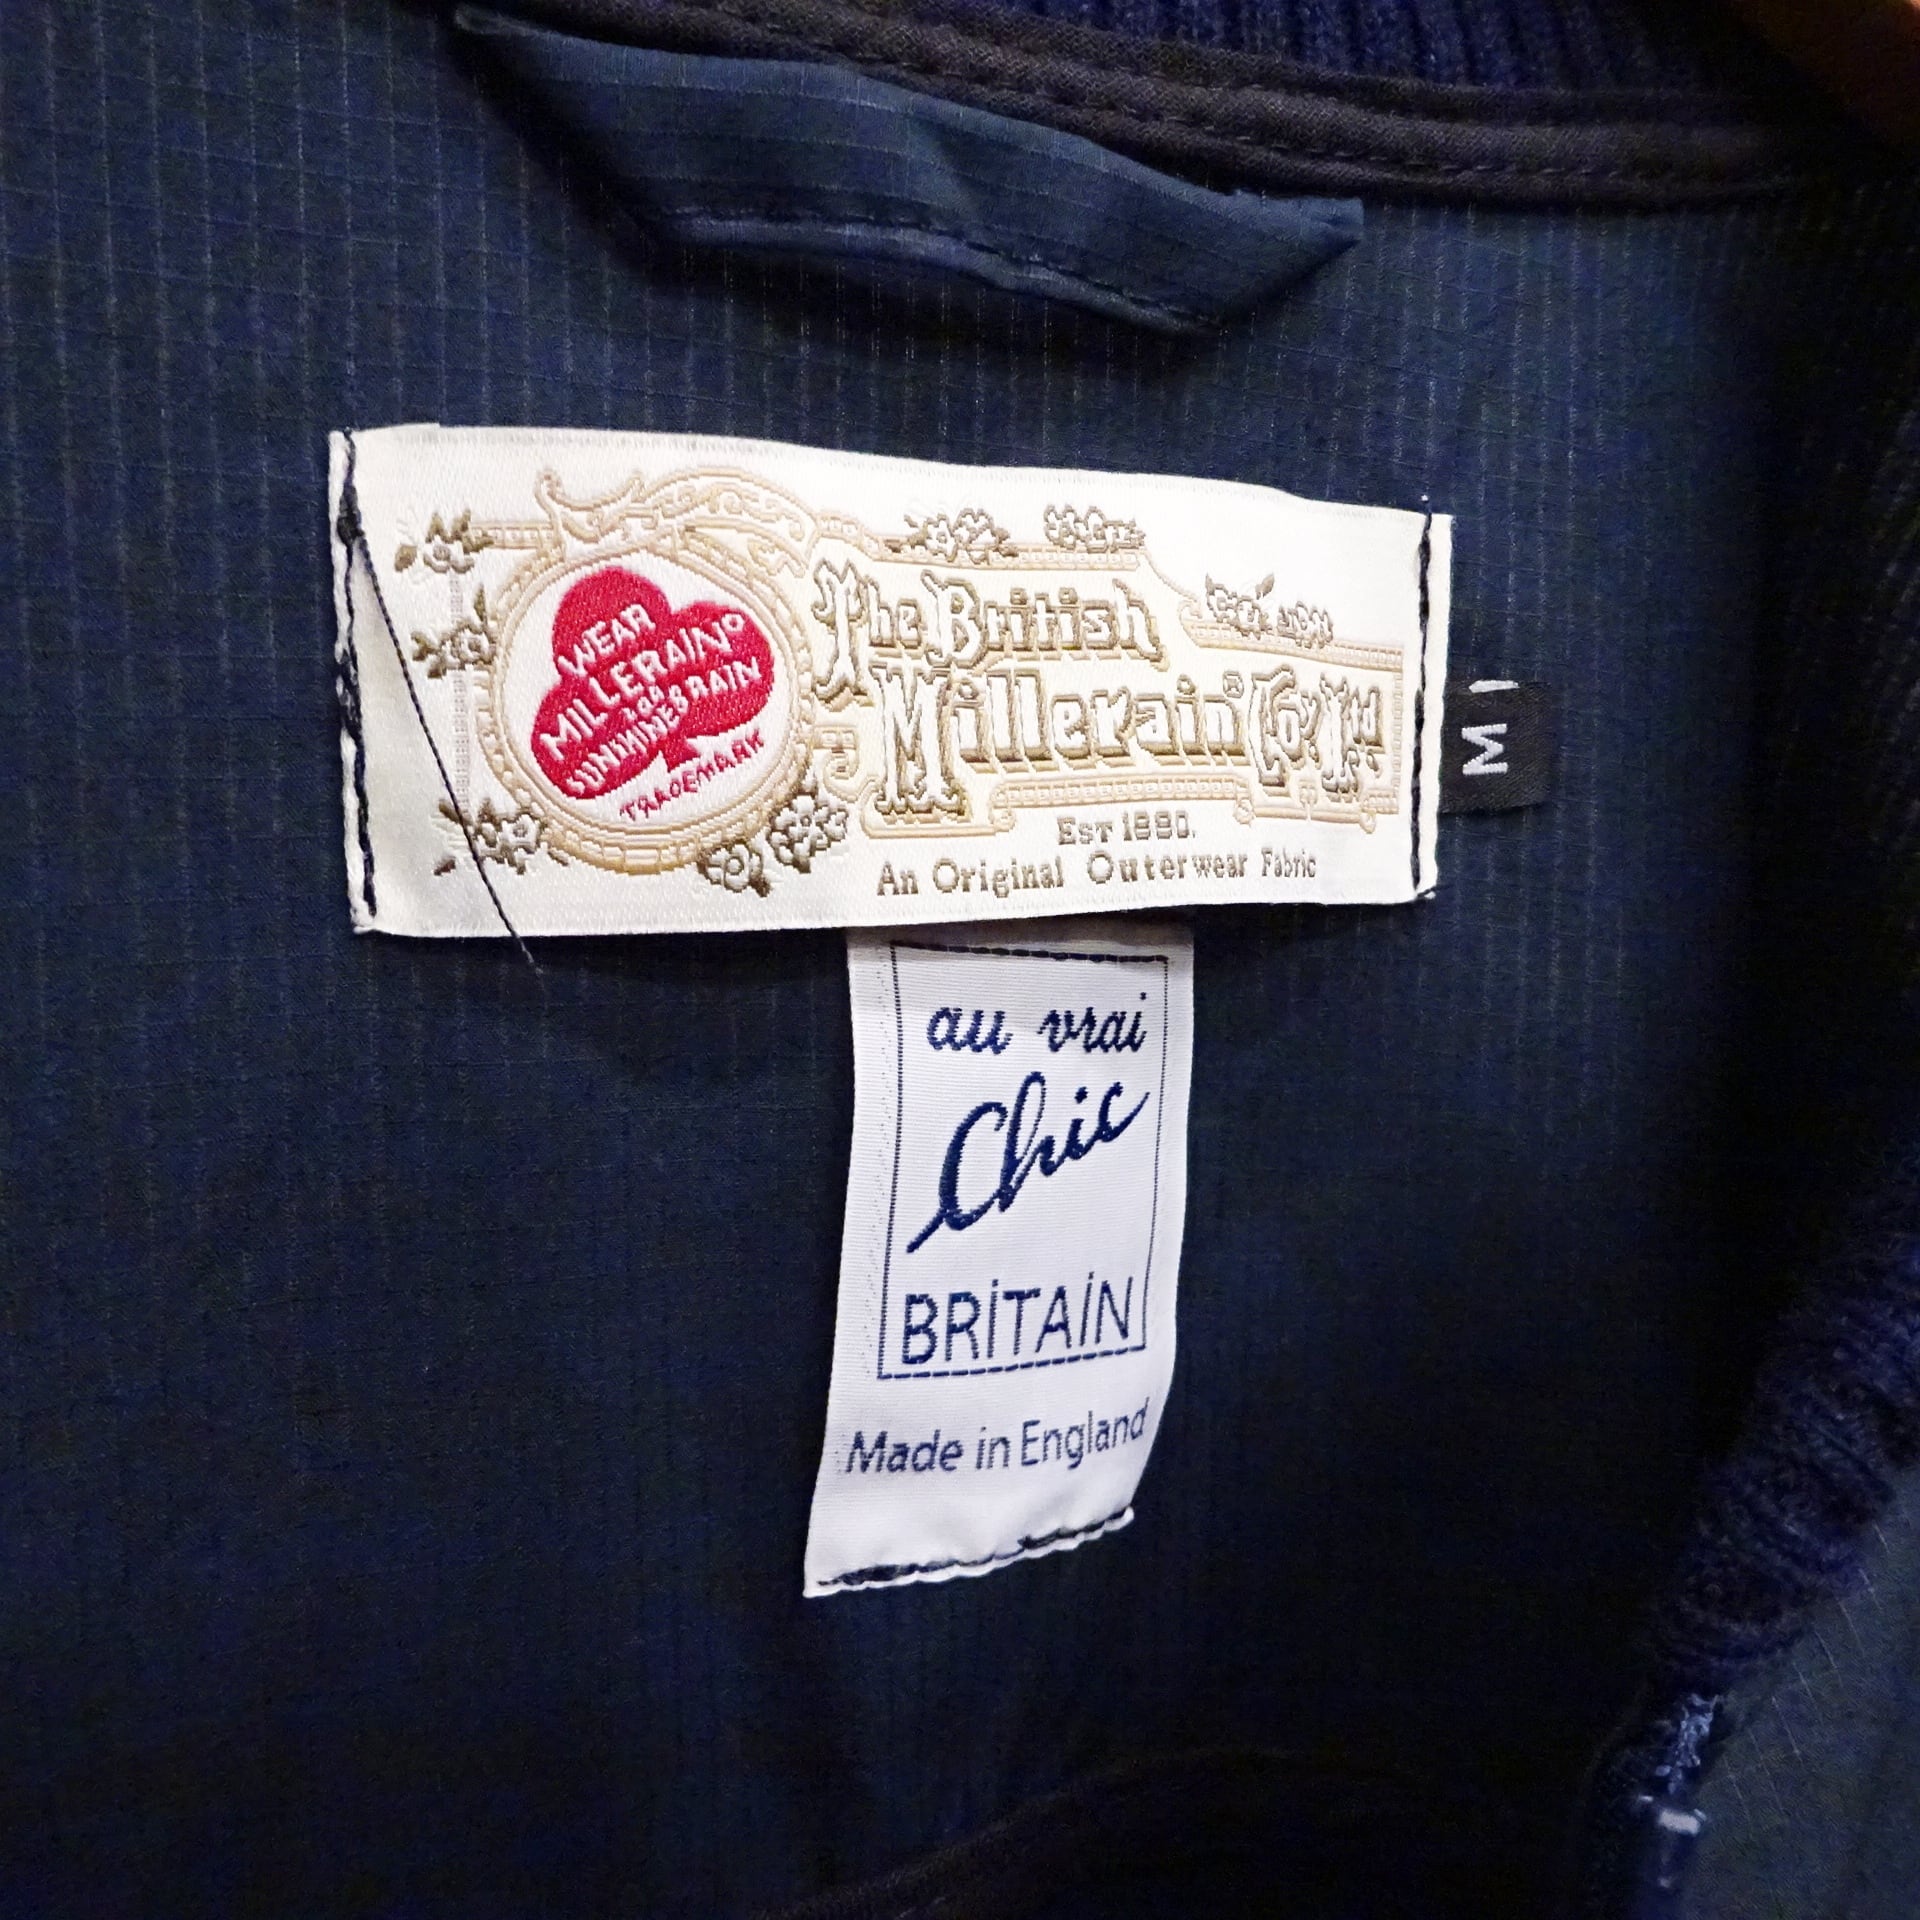 WEAR
MILLERAIN
FOR
SUNSHINE & RAIN
TRADEMARK
The British
Millerain® Co. Ltd
EST 1880.
An Original Outerwear Fabric
M
au vrai
Chic
BRITAIN
Made in England